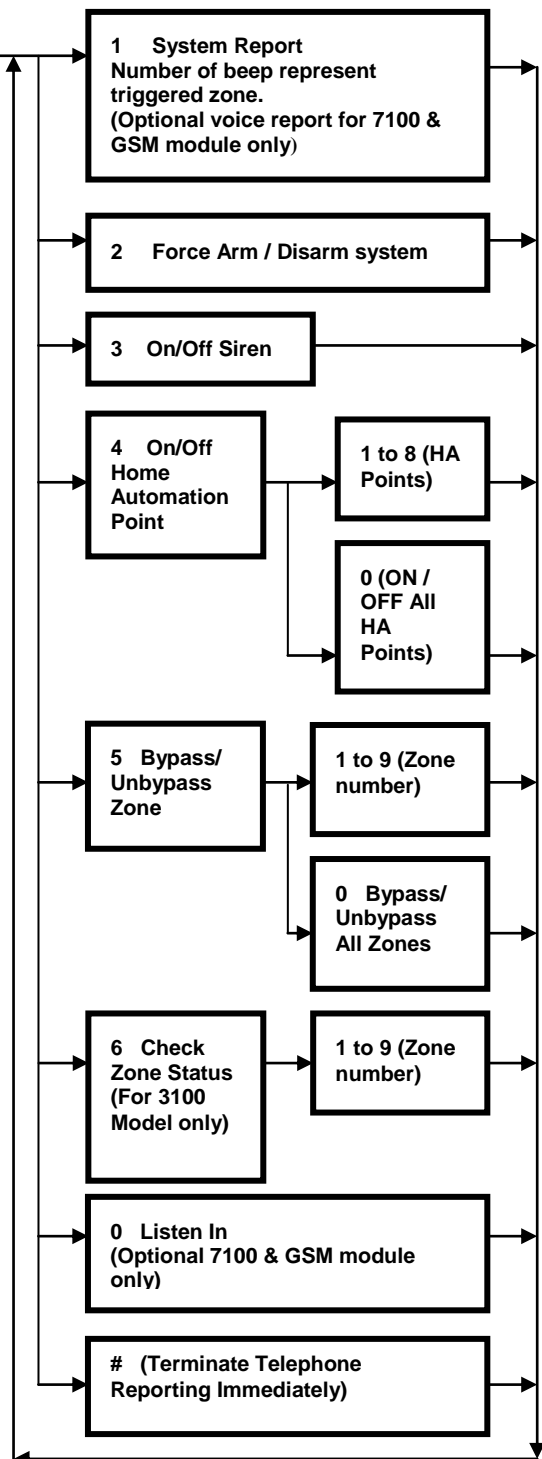 1 System Report
Number of beep represent
triggered zone.
(Optional voice report for 7100 &
GSM module only)
2 Force Arm / Disarm system
3 On/Off Siren
4 On/Off
Home
Automation
Point
1 to 8 (HA
Points)
0 (ON /
OFF All
HA
Points)
5 Bypass/
Unbypass
Zone
1 to 9 (Zone
number)
0 Bypass/
Unbypass
All Zones
6 Check
Zone Status
(For 3100
Model only)
1 to 9 (Zone
number)
0 Listen In
(Optional 7100 & GSM module
only)
# (Terminate Telephone
Reporting Immediately)